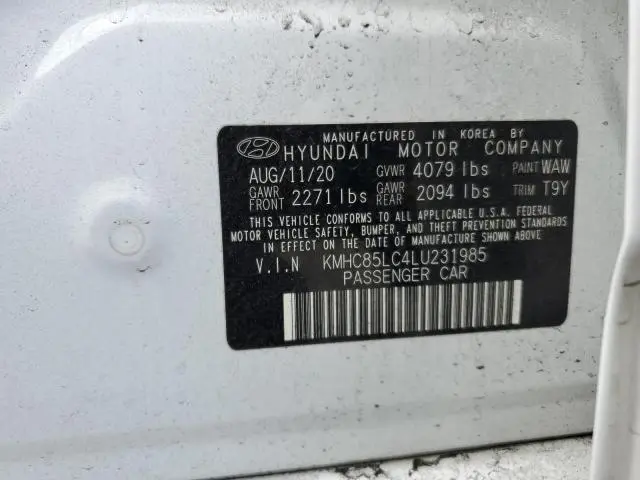 MANUFACTURED IN KOREA BY
HYUNDAI MOTOR COMPANY
AUG/11/20 GVWR 4079 lbs PAINT WAW
GAWR FRONT 2271 lbs GAWR REAR 2094 lbs TRIM T9Y
THIS VEHICLE CONFORMS TO ALL APPLICABLE U.S.A. FEDERAL
MOTOR VEHICLE SAFETY, BUMPER, AND THEFT PREVENTION STANDARDS
IN EFFECT ON THE DATE OF MANUFACTURE SHOWN ABOVE.
V.I.N KMHC85LC4LU231985
PASSENGER CAR